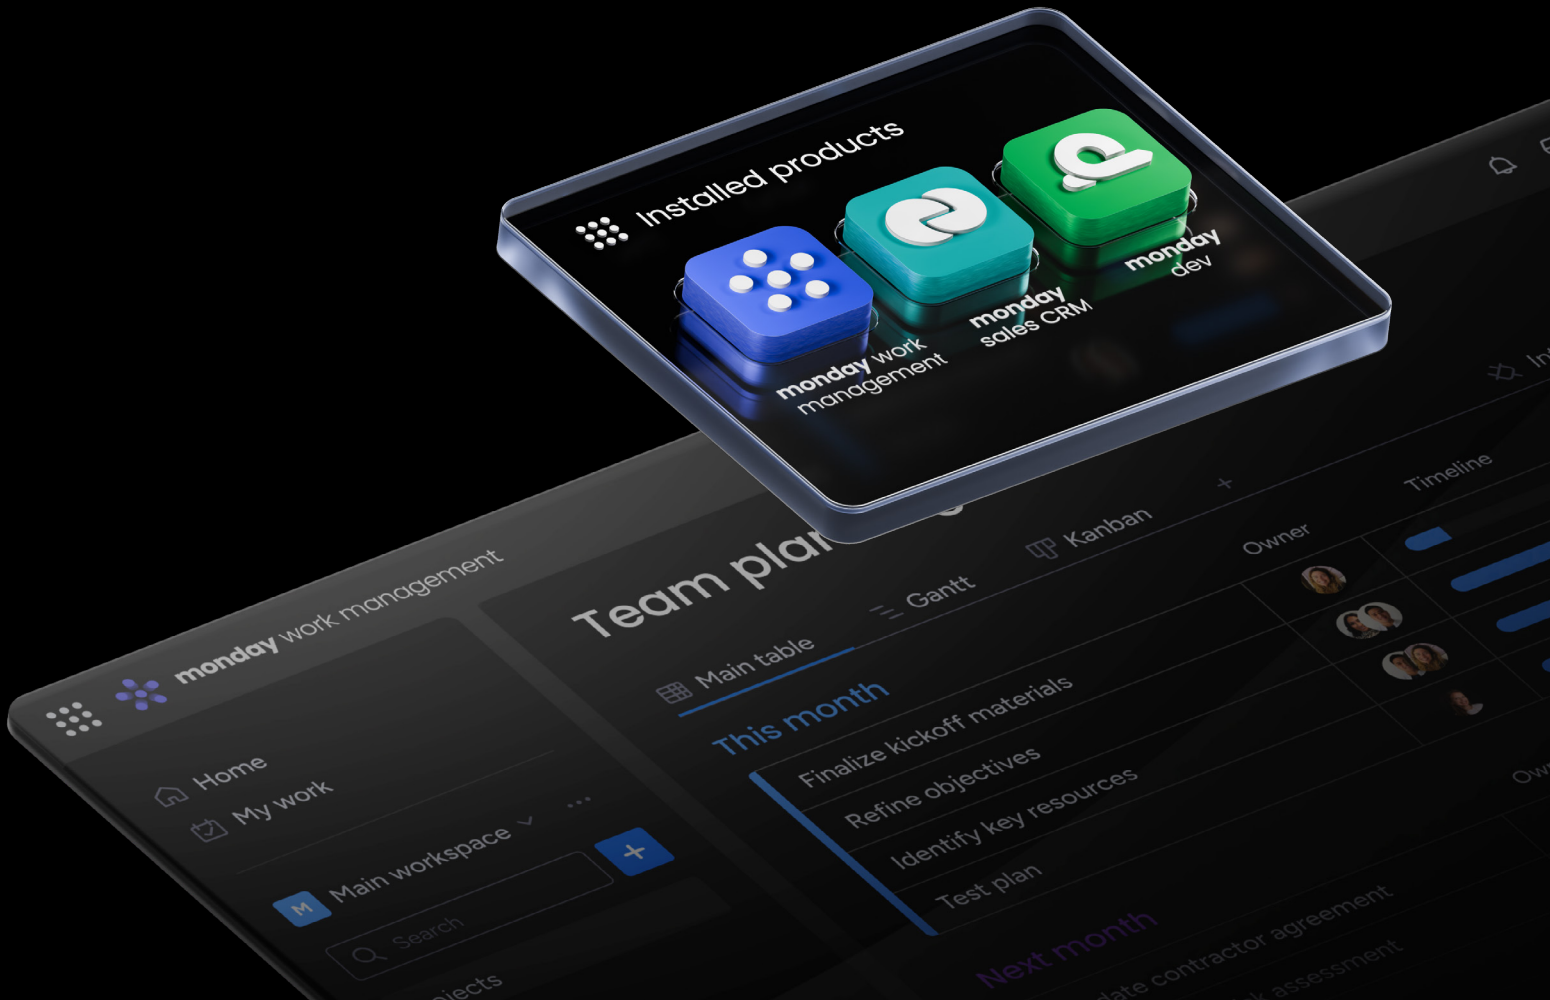 Installed products
monday work
management
monday
sales CRM
monday
dev
monday work management
Home
My work
M
Main workspace
Search
Main table
Gantt
Kanban
+
Team
This month
Owner
Timeline
Finalize kickoff materials
Refine objectives
Identify key resources
Test plan
Next month
contractor agreement
assessment